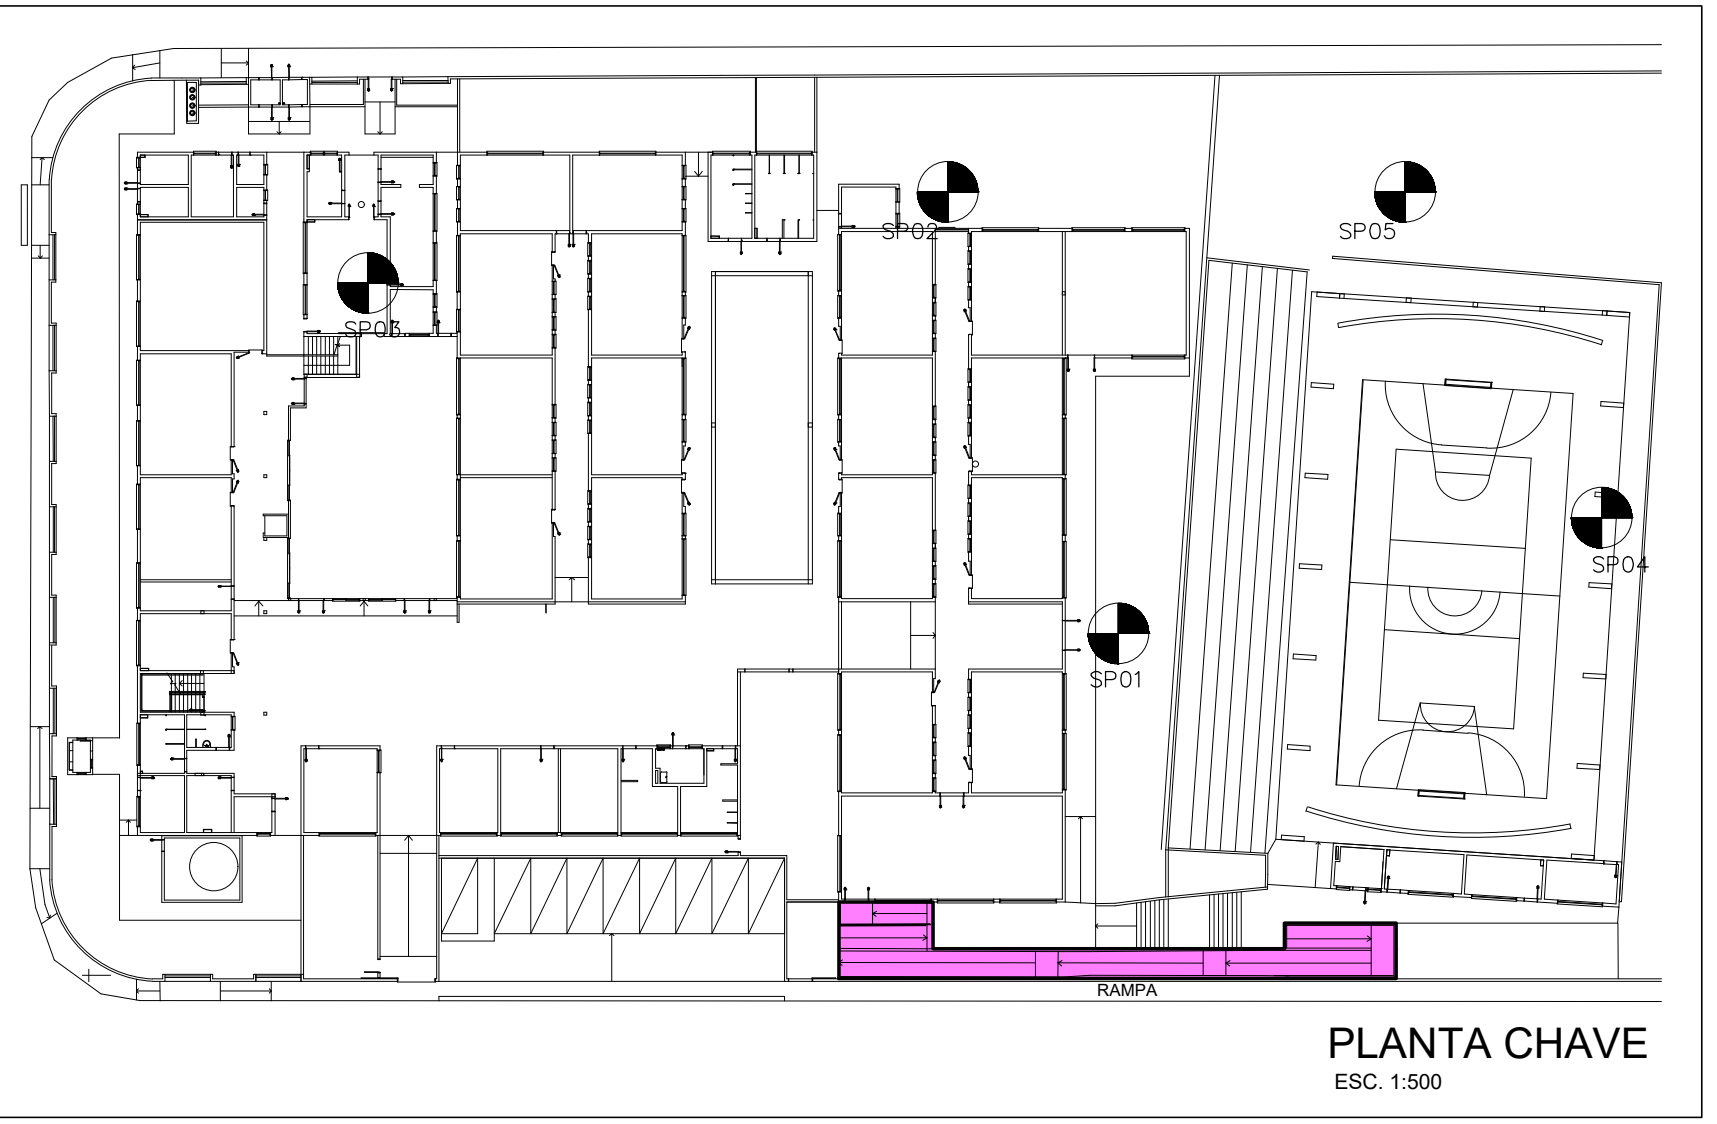 SP02
SP05
SP03
SP04
SP01
RAMPA
PLANTA CHAVE
ESC. 1:500